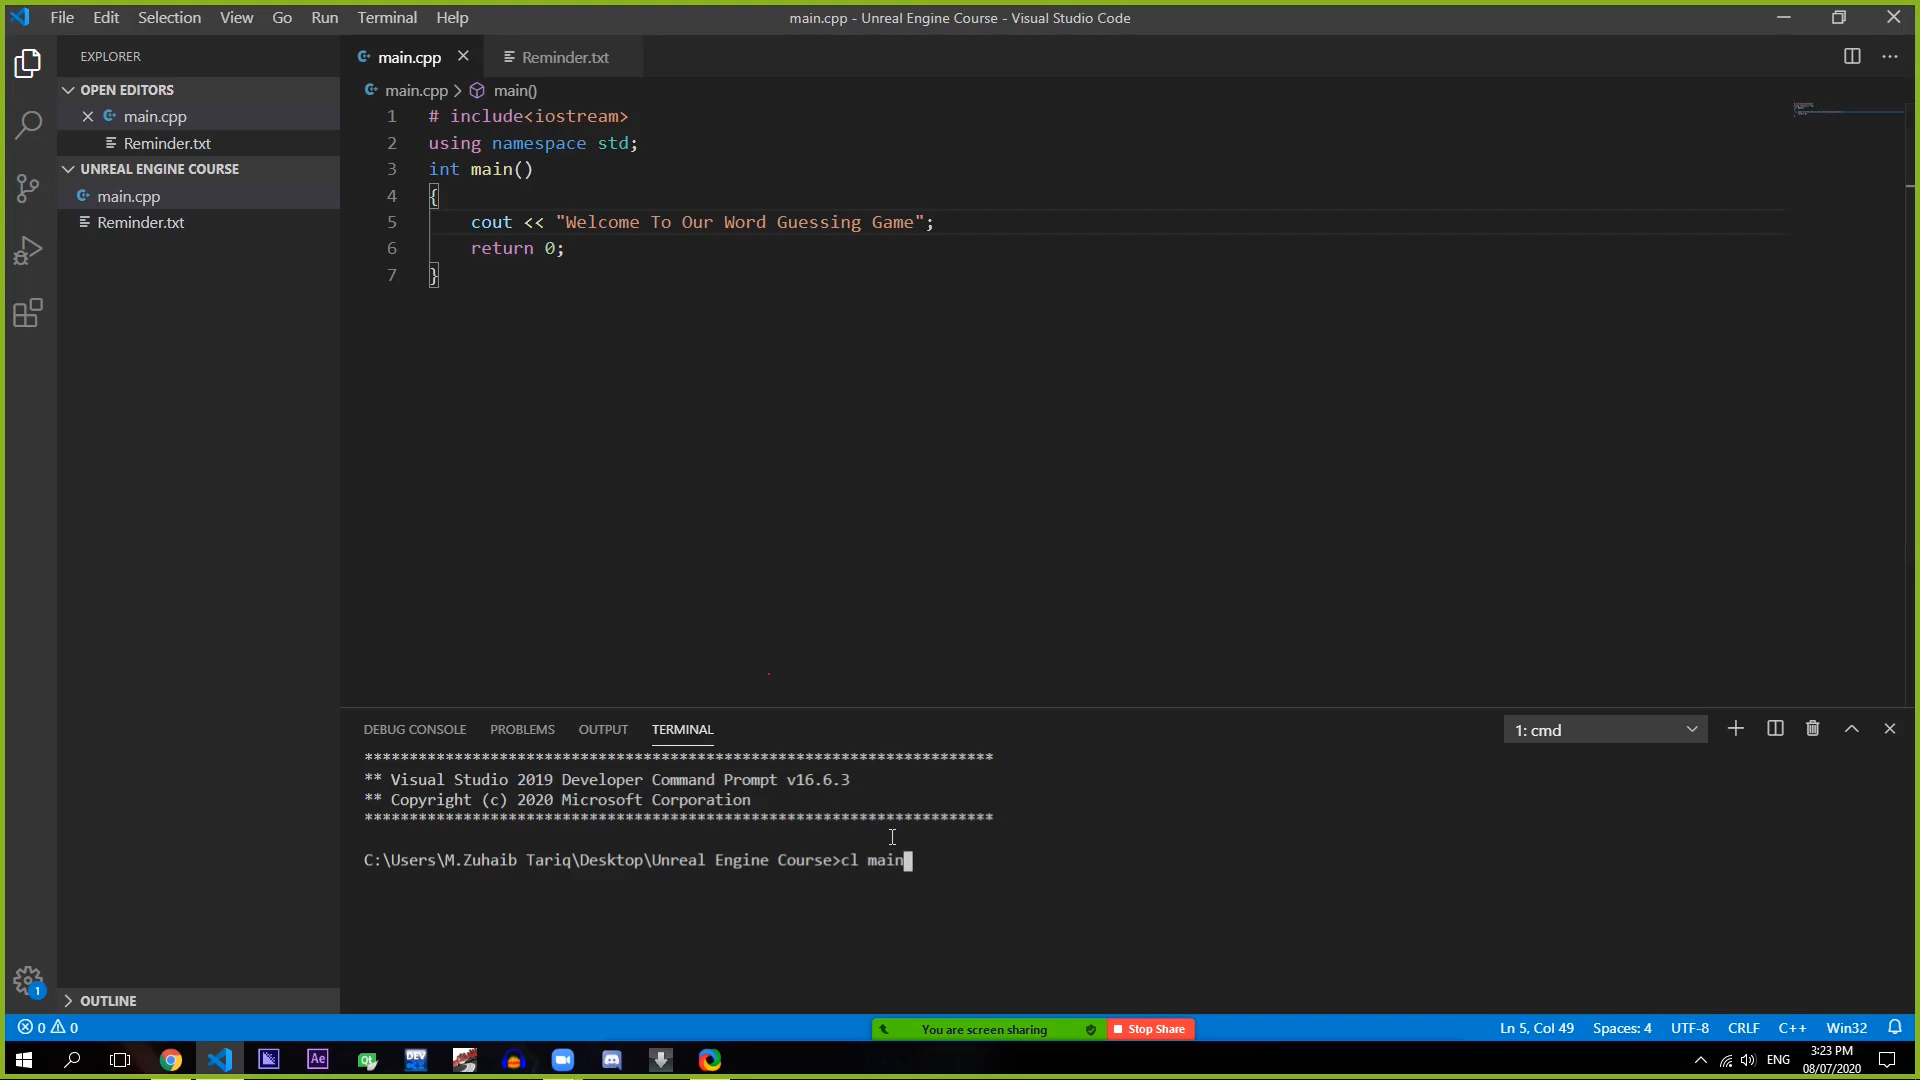 File Edit Selection View Go Run Terminal Help
main.cpp - Unreal Engine Course - Visual Studio Code
EXPLORER
OPEN EDITORS
main.cpp
Reminder.txt
UNREAL ENGINE COURSE
main.cpp
Reminder.txt
OUTLINE
main.cpp Reminder.txt
main.cpp > main()
1 # include<iostream>
2 using namespace std;
3 int main()
4 {
5 cout << "Welcome To Our Word Guessing Game";
6 return 0;
7 }
DEBUG CONSOLE PROBLEMS OUTPUT TERMINAL
1: cmd
**********************************************************************
** Visual Studio 2019 Developer Command Prompt v16.6.3
** Copyright (c) 2020 Microsoft Corporation
**********************************************************************
C:\Users\M.Zuhaib Tariq\Desktop\Unreal Engine Course>cl main
1
0 0
You are screen sharing Stop Share
Ln 5, Col 49 Spaces: 4 UTF-8 CRLF C++ Win32
Ae
Qt
DEV
ENG
3:23 PM
08/07/2020